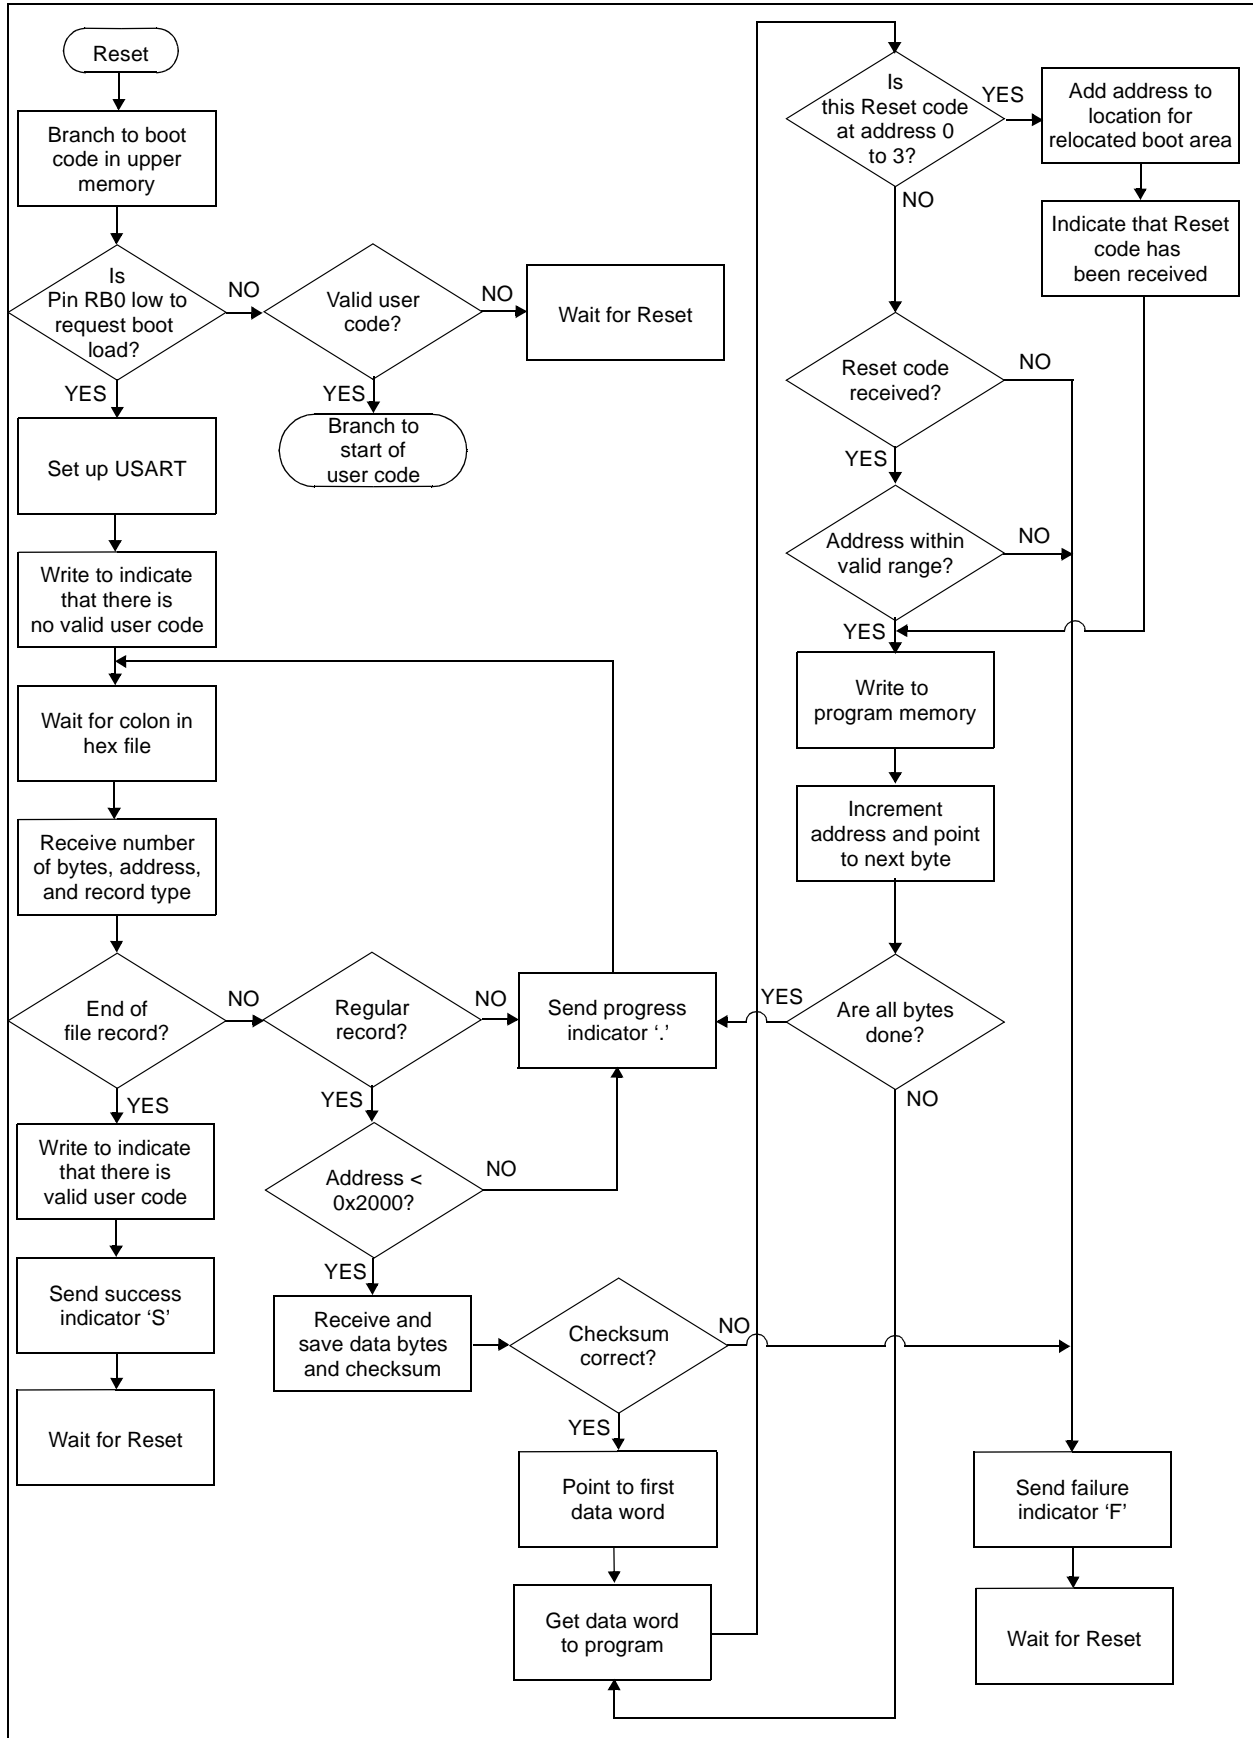 Reset
Branch to boot
code in upper
memory
Is
Pin RB0 low to
request boot
load?
NO
YES
Valid user
code?
NO
YES
Wait for Reset
Branch to
start of
user code
Set up USART
Write to indicate
that there is
no valid user code
Wait for colon in
hex file
Receive number
of bytes, address,
and record type
End of
file record?
NO
YES
Regular
record?
NO
YES
Send progress
indicator ‘.’
Write to indicate
that there is
valid user code
Send success
indicator ‘S’
Wait for Reset
Address <
0x2000?
NO
YES
Receive and
save data bytes
and checksum
Checksum
correct?
NO
YES
Point to first
data word
Get data word
to program
Is
this Reset code
at address 0
to 3?
YES
NO
Add address to
location for
relocated boot area
Indicate that Reset
code has
been received
Reset code
received?
NO
YES
Address within
valid range?
NO
YES
Write to
program memory
Increment
address and point
to next byte
Are all bytes
done?
YES
NO
Send failure
indicator ‘F’
Wait for Reset